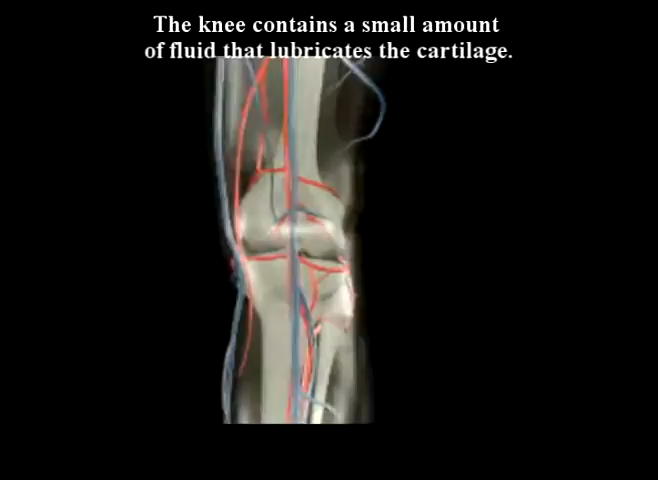 The knee contains a small amount
of fluid that lubricates the cartilage.